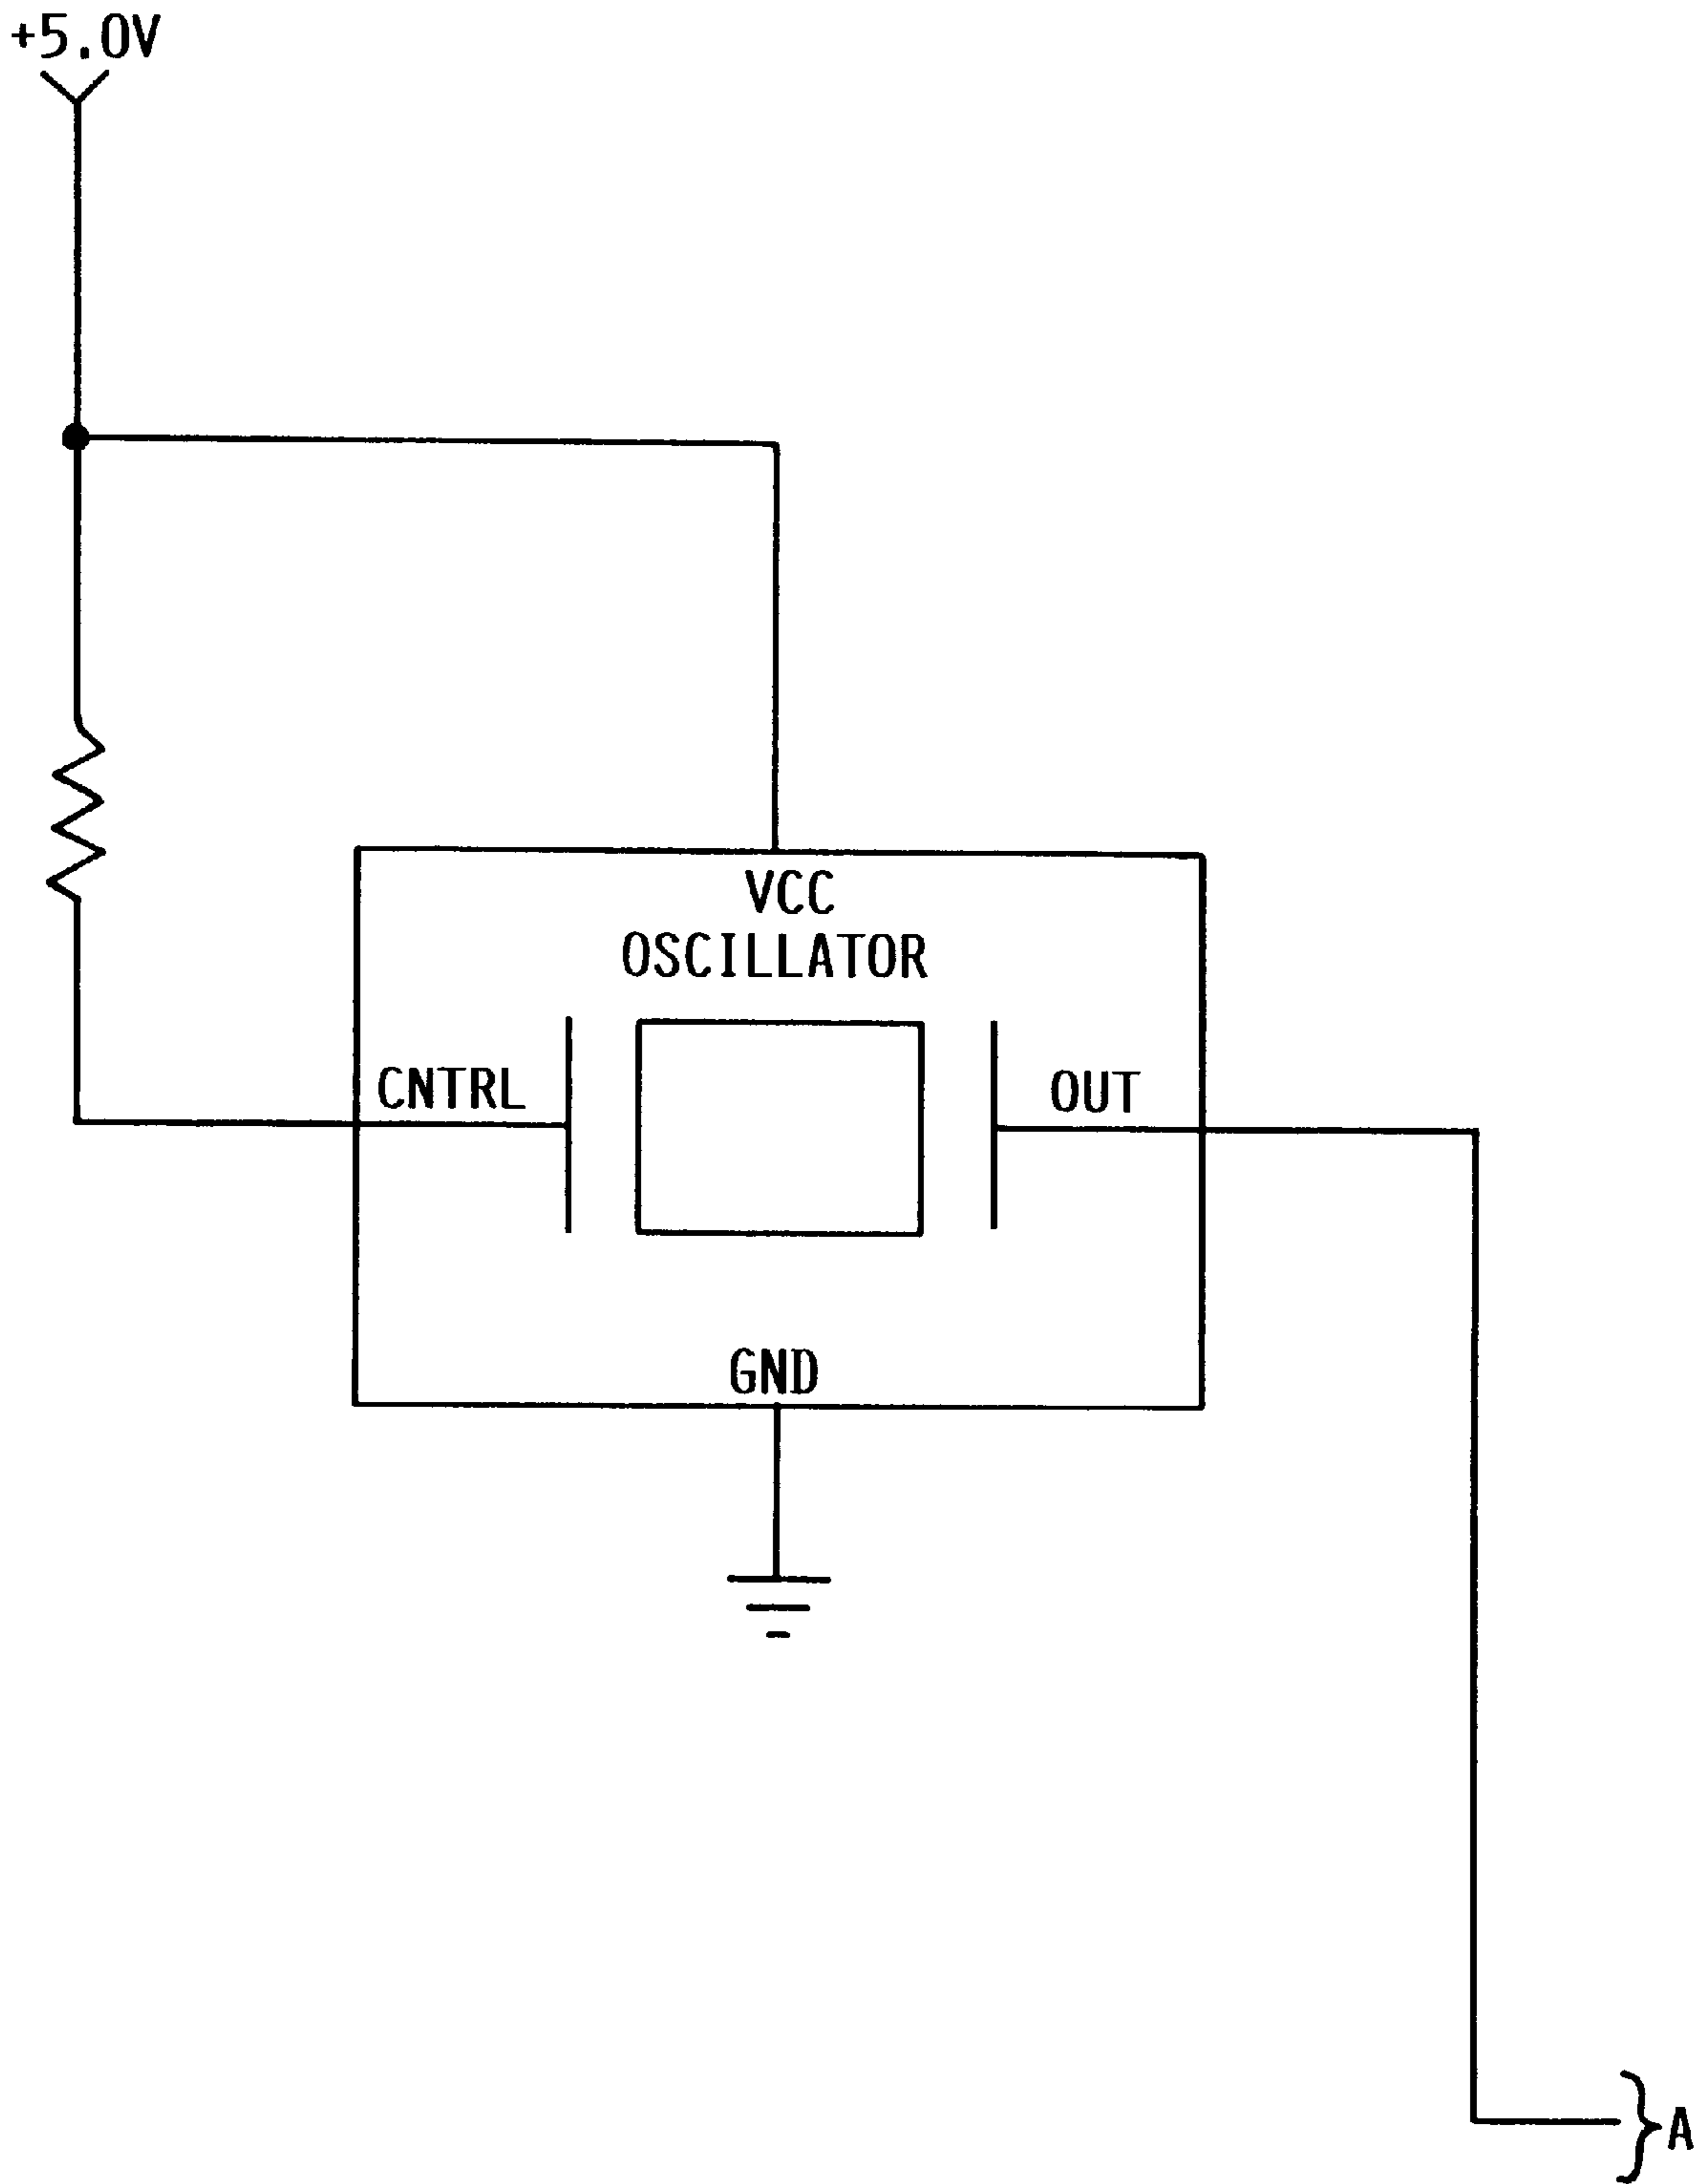 +5.0V
VCC
OSCILLATOR
CNTRL
OUT
GND
A